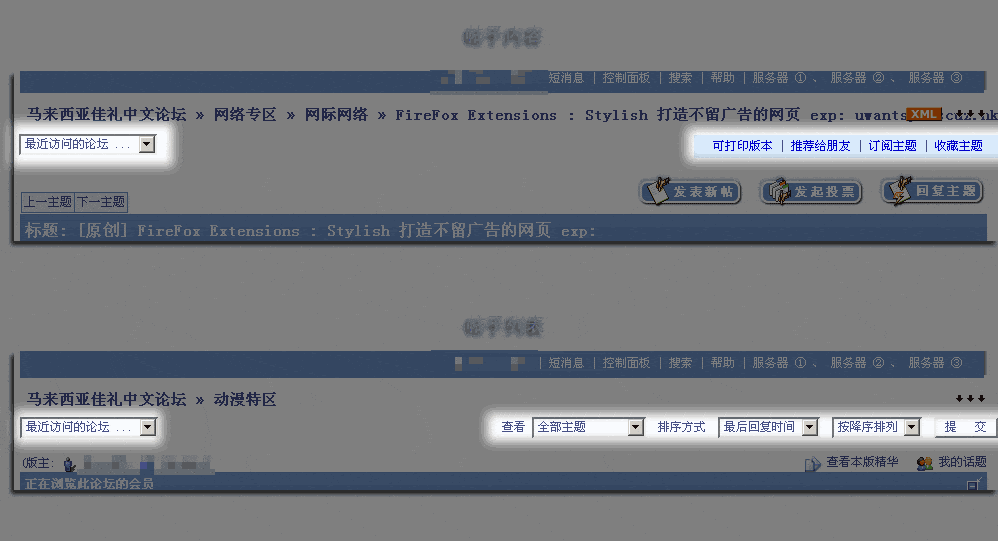 帖子内容
短消息 | 控制面板 | 搜索 | 帮助 | 服务器 ① 、 服务器 ② 、 服务器 ③
马来西亚佳礼中文论坛 » 网络专区 » 网际网络 » FireFox Extensions : Stylish 打造不留广告的网页 exp: uwants XML
最近访问的论坛 ... 可打印版本 | 推荐给朋友 | 订阅主题 | 收藏主题
上一主题 下一主题 发表新帖 发起投票 回复主题
标题: [原创] FireFox Extensions : Stylish 打造不留广告的网页 exp:
帖子列表
| 短消息 | 控制面板 | 搜索 | 帮助 | 服务器 ① 、 服务器 ② 、 服务器 ③
马来西亚佳礼中文论坛 » 动漫特区
最近访问的论坛 ... 查看 全部主题 排序方式 最后回复时间 按降序排列 提 交
(版主: 查看本版精华 我的话题
正在浏览此论坛的会员